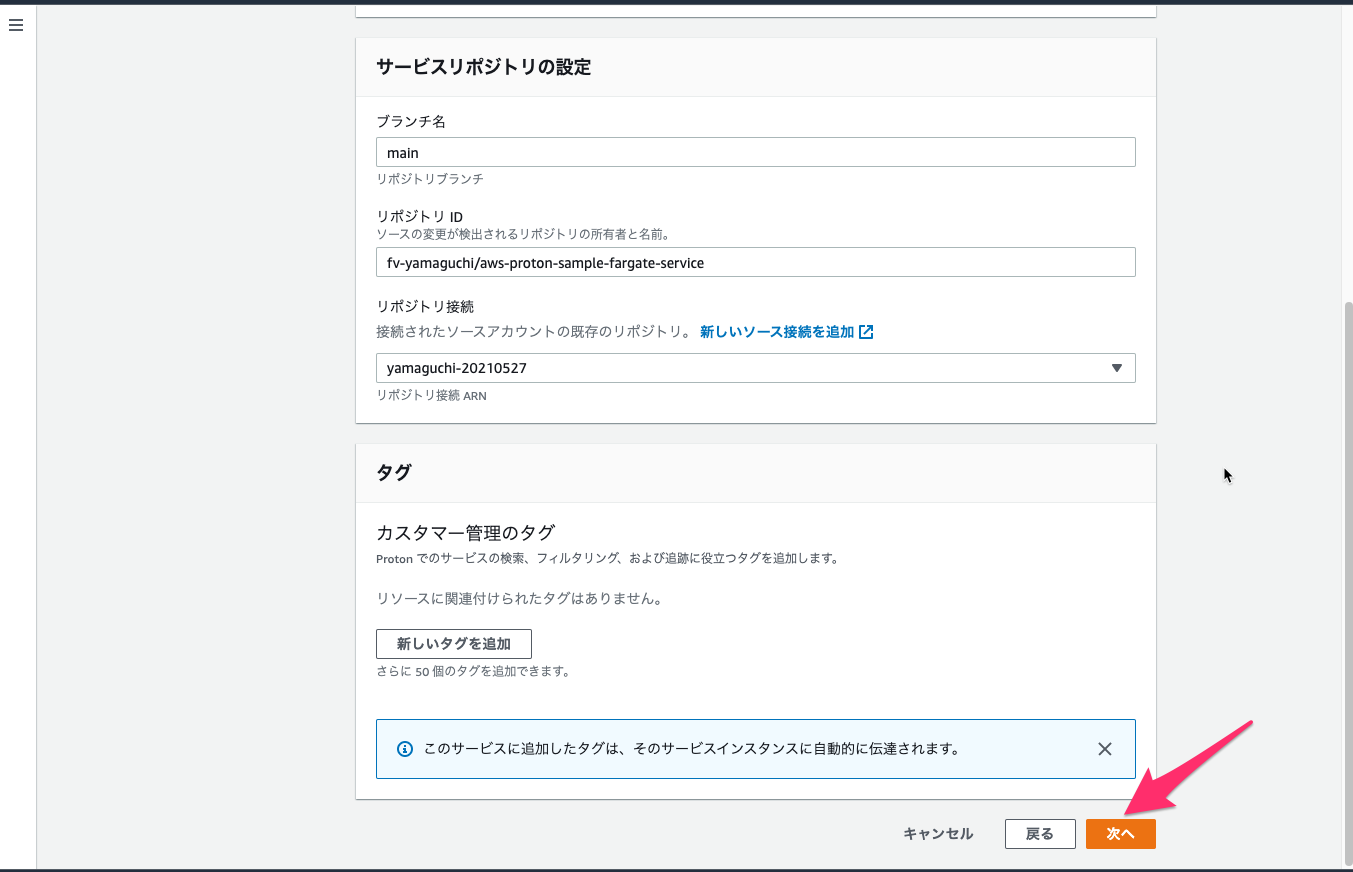 サービスリポジトリの設定
ブランチ名
main
リポジトリブランチ
リポジトリ ID
ソースの変更が検出されるリポジトリの所有者と名前。
fv-yamaguchi/aws-proton-sample-fargate-service
リポジトリ接続
接続されたソースアカウントの既存のリポジトリ。 新しいソース接続を追加
yamaguchi-20210527
リポジトリ接続 ARN
タグ
カスタマー管理のタグ
Proton でのサービスの検索、フィルタリング、および追跡に役立つタグを追加します。
リソースに関連付けられたタグはありません。
新しいタグを追加
さらに 50 個のタグを追加できます。
このサービスに追加したタグは、そのサービスインスタンスに自動的に伝達されます。
キャンセル 戻る 次へ